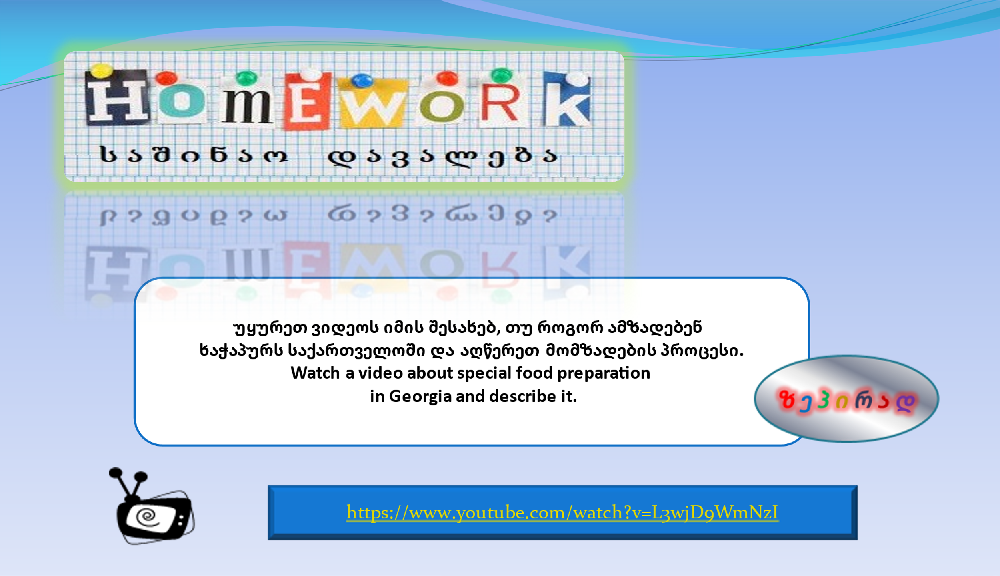 HOmEWORK
საშინაო დავალება
უყურეთ ვიდეოს იმის შესახებ, თუ როგორ ამზადებენ
ხაჭაპურს საქართველოში და აღწერეთ მომზადების პროცესი.
Watch a video about special food preparation
in Georgia and describe it.
ზეპირად
https://www.youtube.com/watch?v=L3wjD9WmNzI